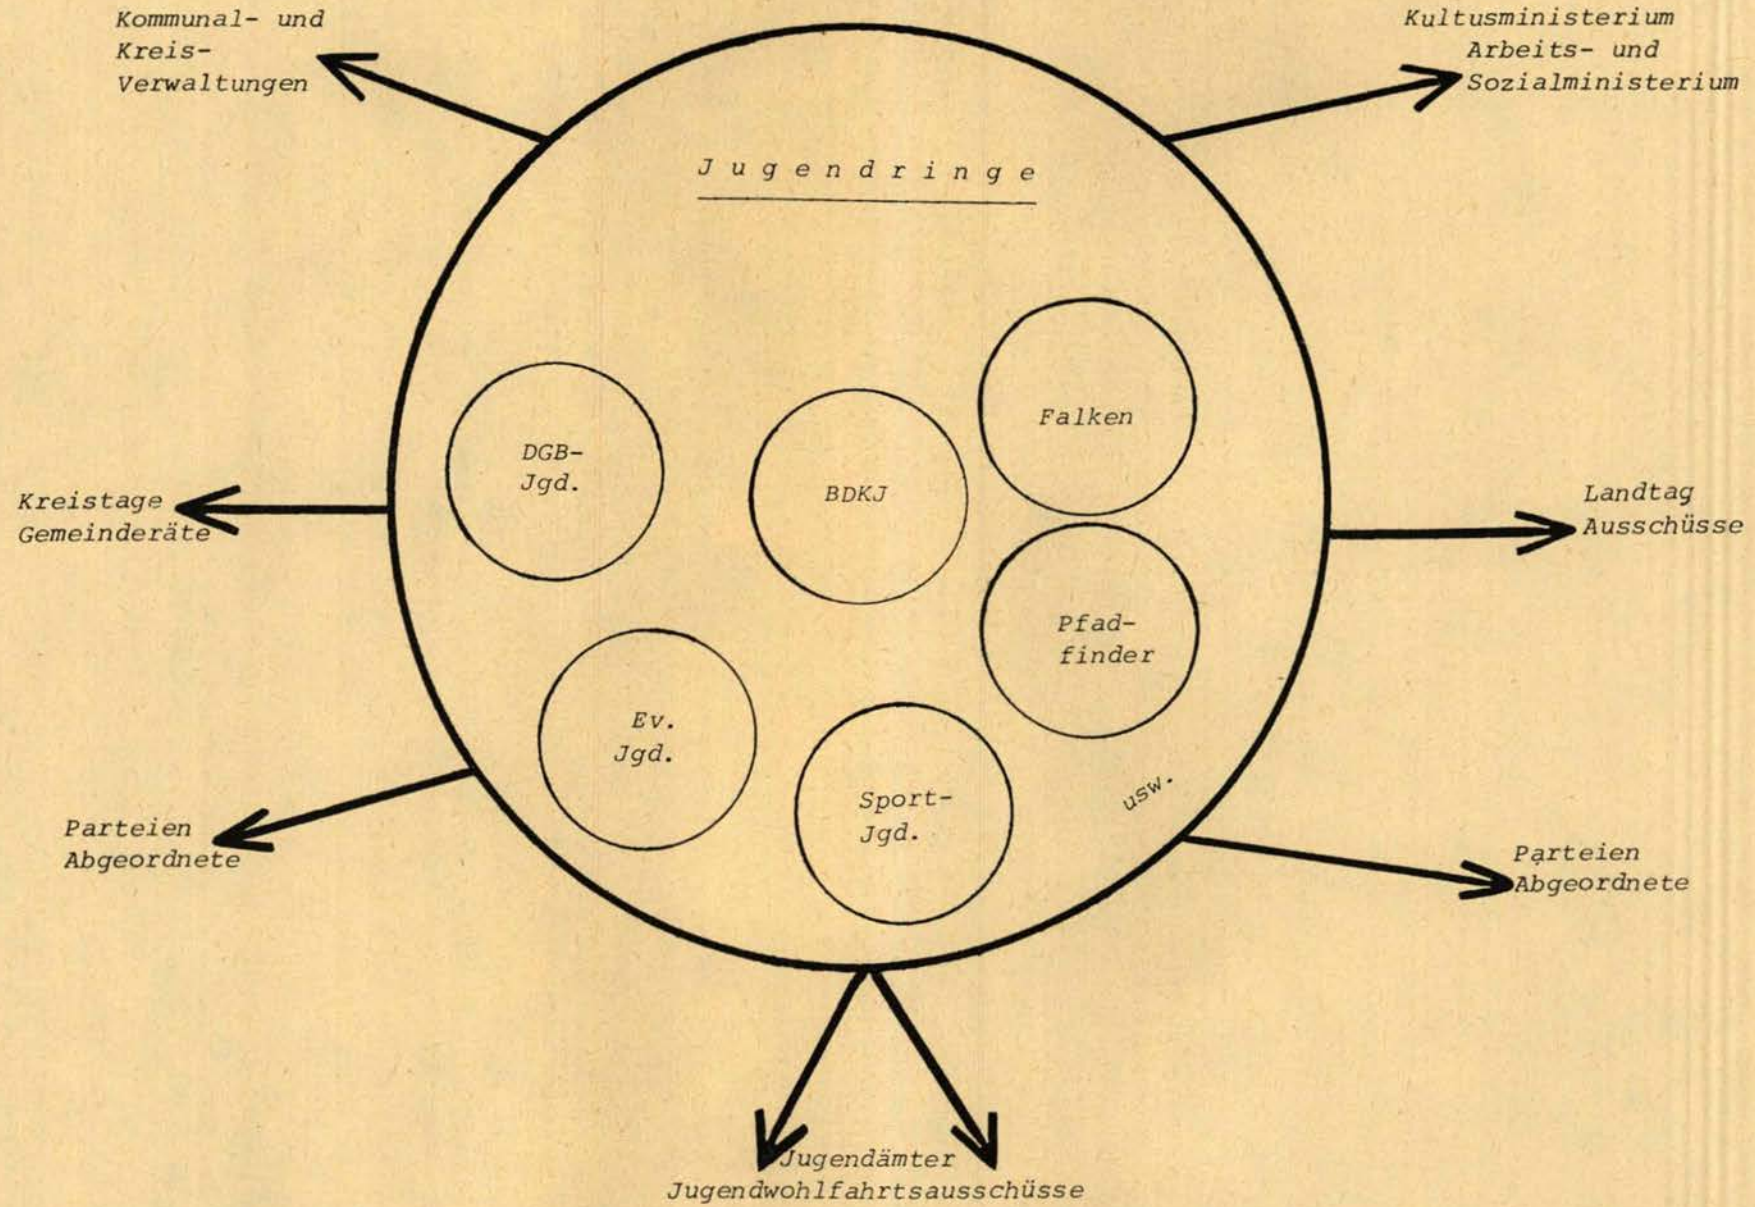 Kommunal- und
Kreis-
Verwaltungen
Kultusministerium
Arbeits- und
Sozialministerium
Jugendringe
Falken
DGB-
Jgd.
BDKJ
Kreistage
Gemeinderäte
Landtag
Ausschüsse
Pfad-
finder
Ev.
Jgd.
Sport-
Jgd.
usw.
Parteien
Abgeordnete
Parteien
Abgeordnete
Jugendämter
Jugendwohlfahrtsausschüsse